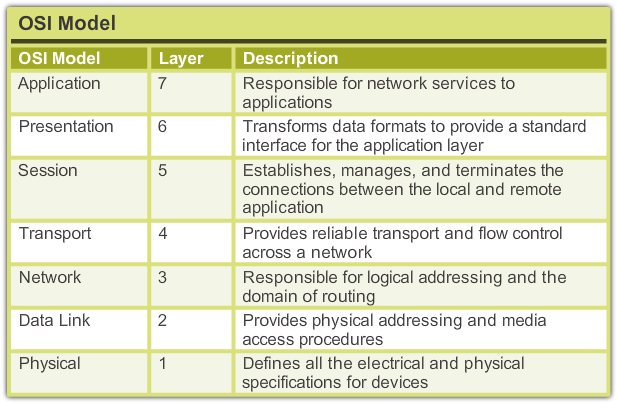 OSI Model
OSI Model Layer Description
Application 7 Responsible for network services to
applications
Presentation 6 Transforms data formats to provide a standard
interface for the application layer
Session 5 Establishes, manages, and terminates the
connections between the local and remote
application
Transport 4 Provides reliable transport and flow control
across a network
Network 3 Responsible for logical addressing and the
domain of routing
Data Link 2 Provides physical addressing and media
access procedures
Physical 1 Defines all the electrical and physical
specifications for devices